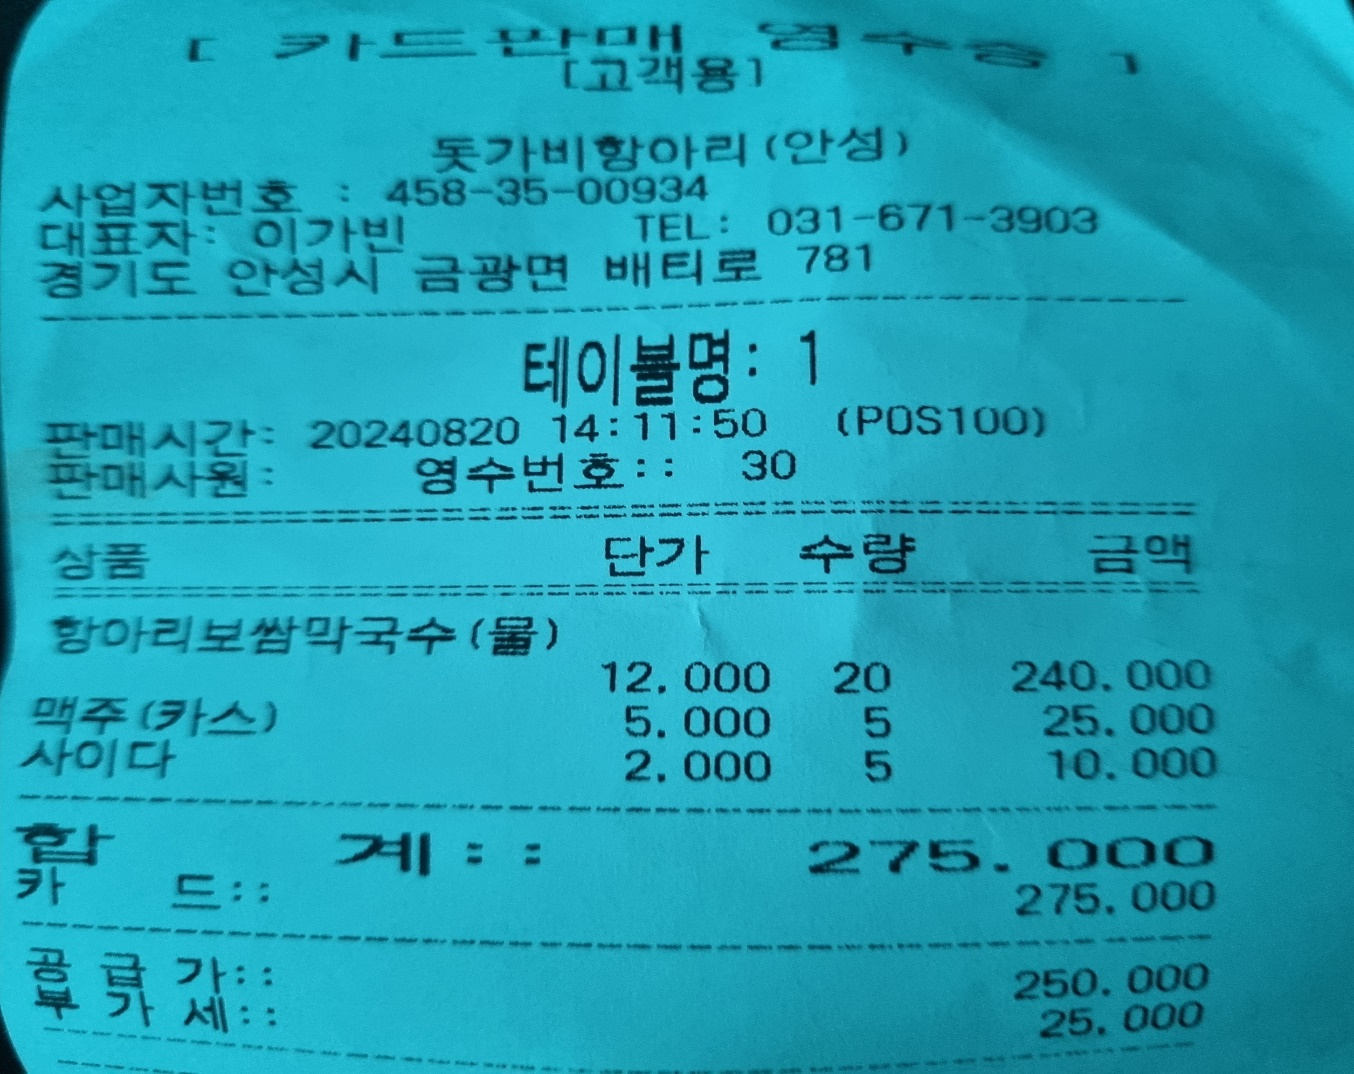 [ 카드판매 영수증 ]
[고객용]
돗가비항아리(안성)
사업자번호 : 458-35-00934
대표자: 이가빈 TEL: 031-671-3903
경기도 안성시 금광면 배티로 781
테이블명: 1
판매시간: 20240820 14:11:50 (POS100)
판매사원: 영수번호:: 30
상품 단가 수량 금액
항아리보쌈막국수(물)
12,000 20 240,000
맥주(카스) 5,000 5 25,000
사이다 2,000 5 10,000
합 계:: 275,000
카 드:: 275,000
공 급 가:: 250,000
부 가 세:: 25,000